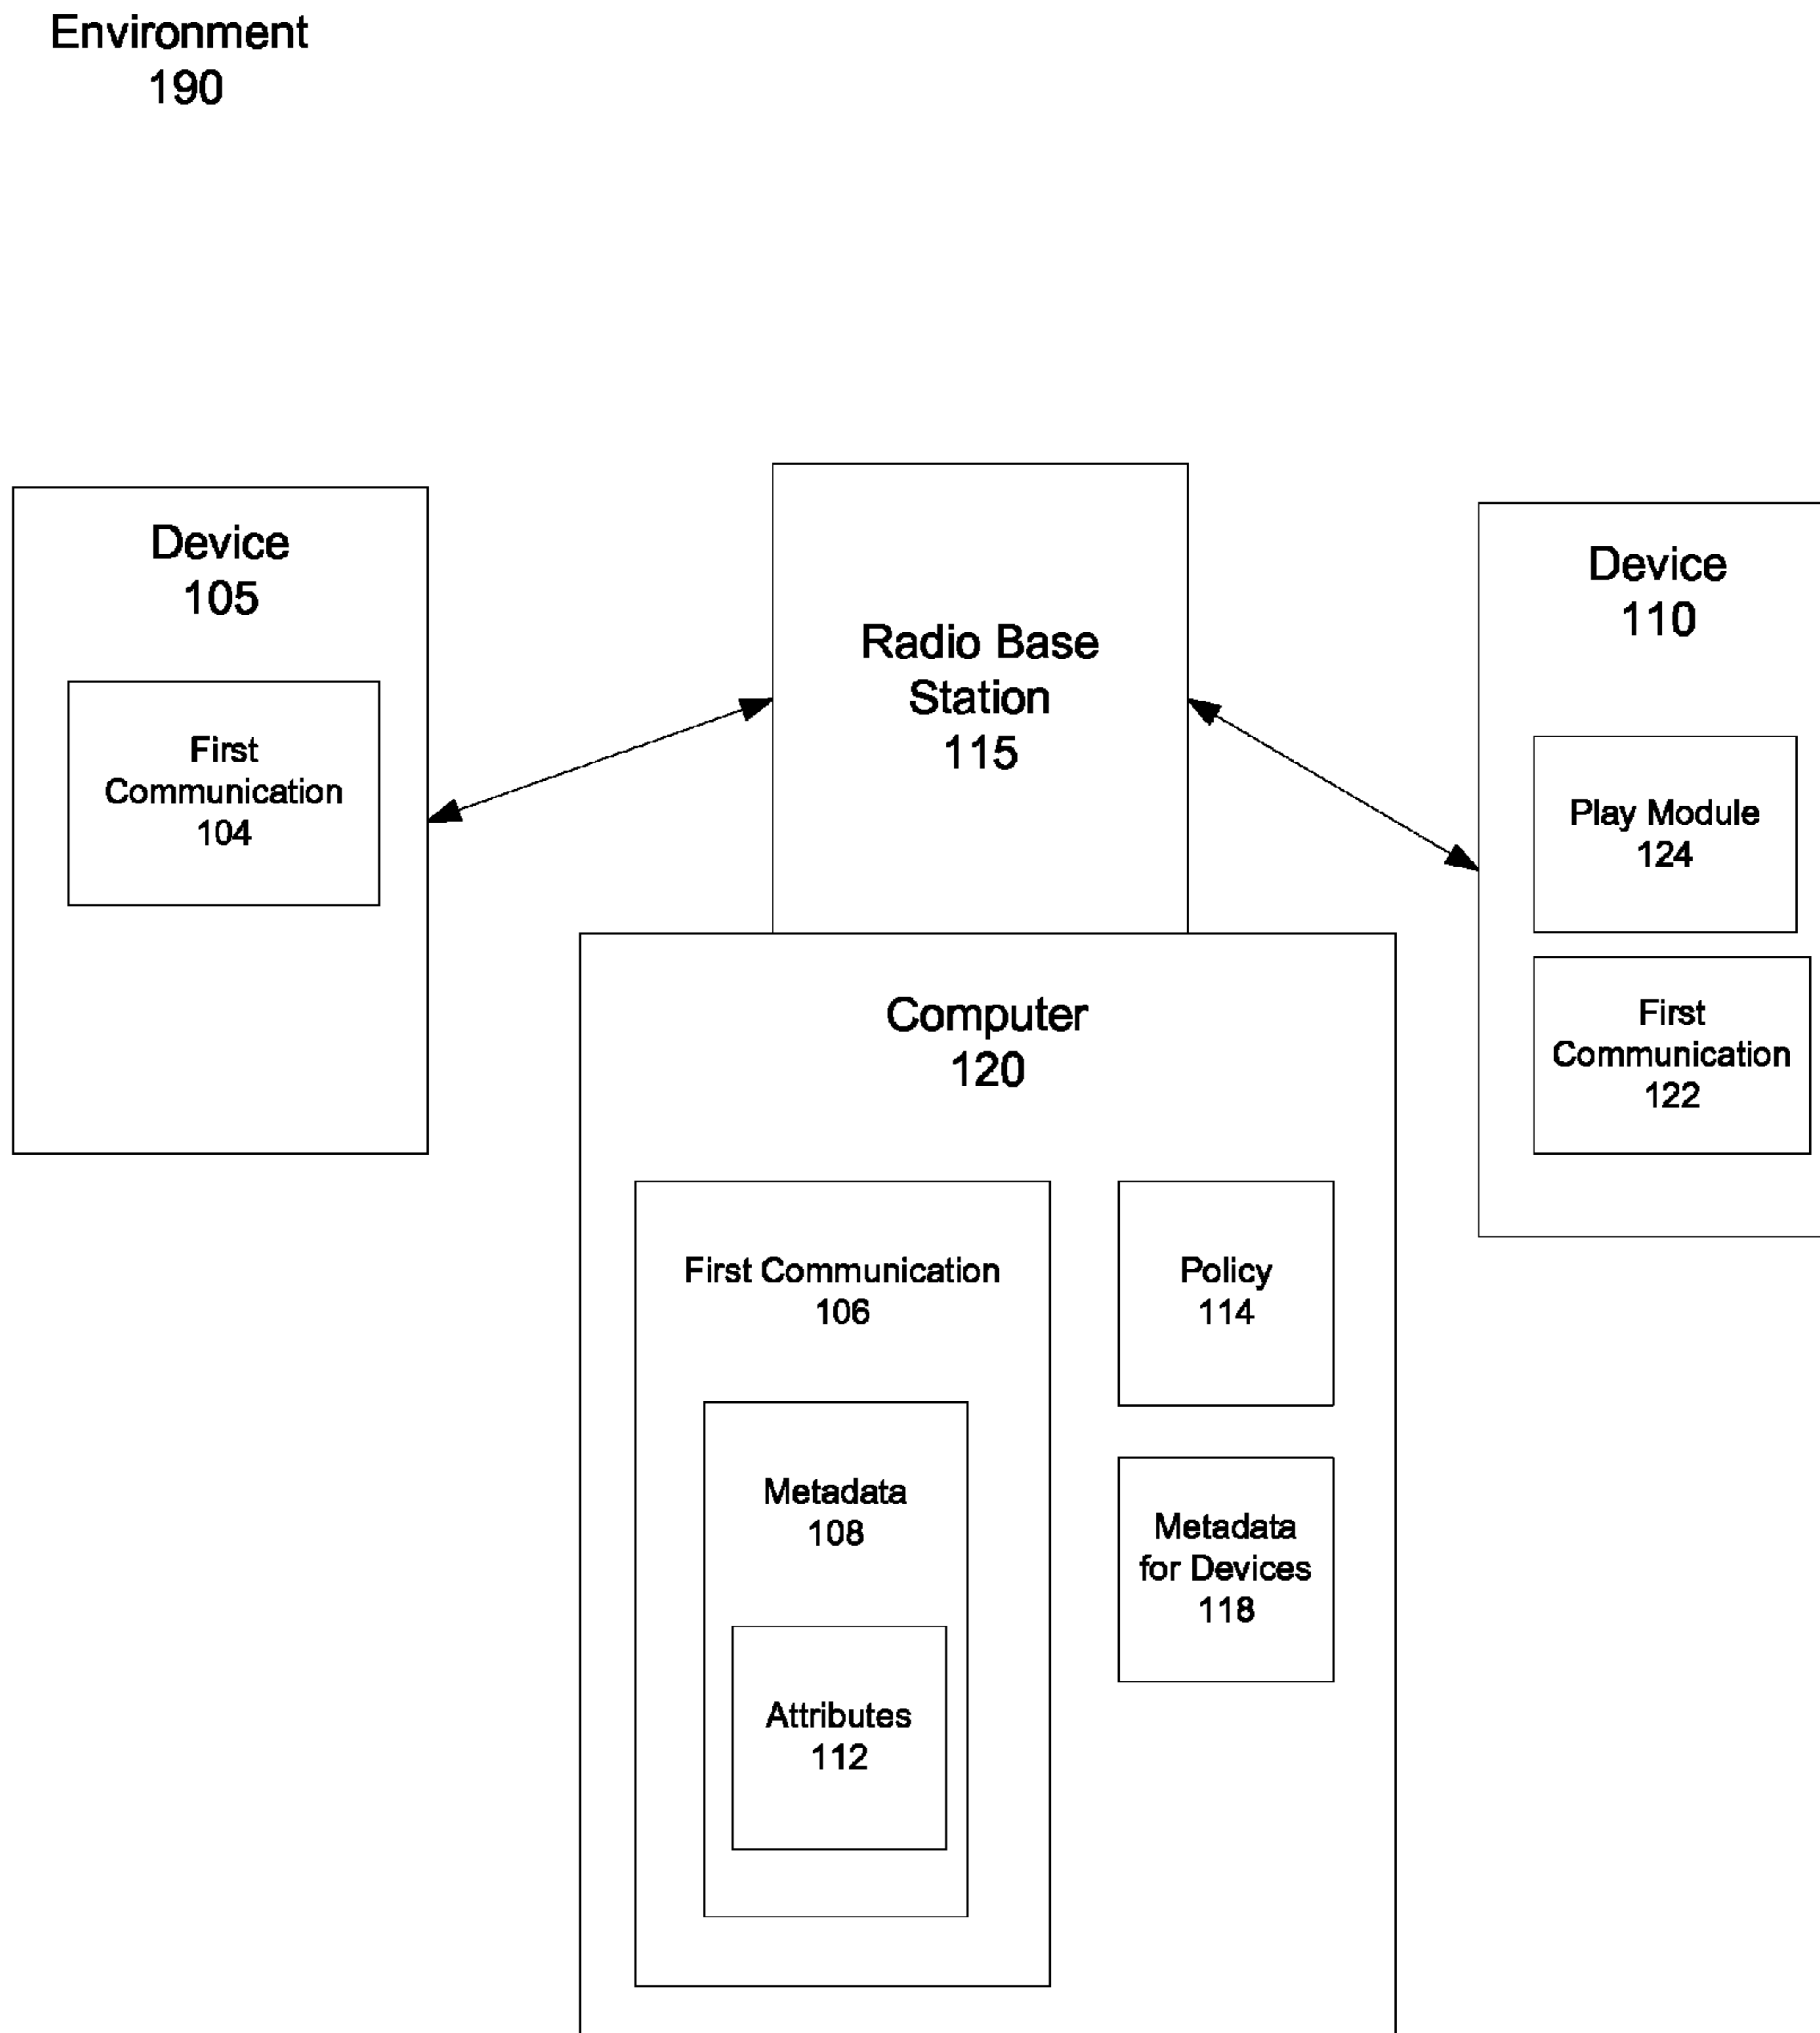 Environment
190
Device
105
First
Communication
104
Radio Base
Station
115
Device
110
Play Module
124
First
Communication
122
Computer
120
First Communication
106
Metadata
108
Attributes
112
Policy
114
Metadata
for Devices
118